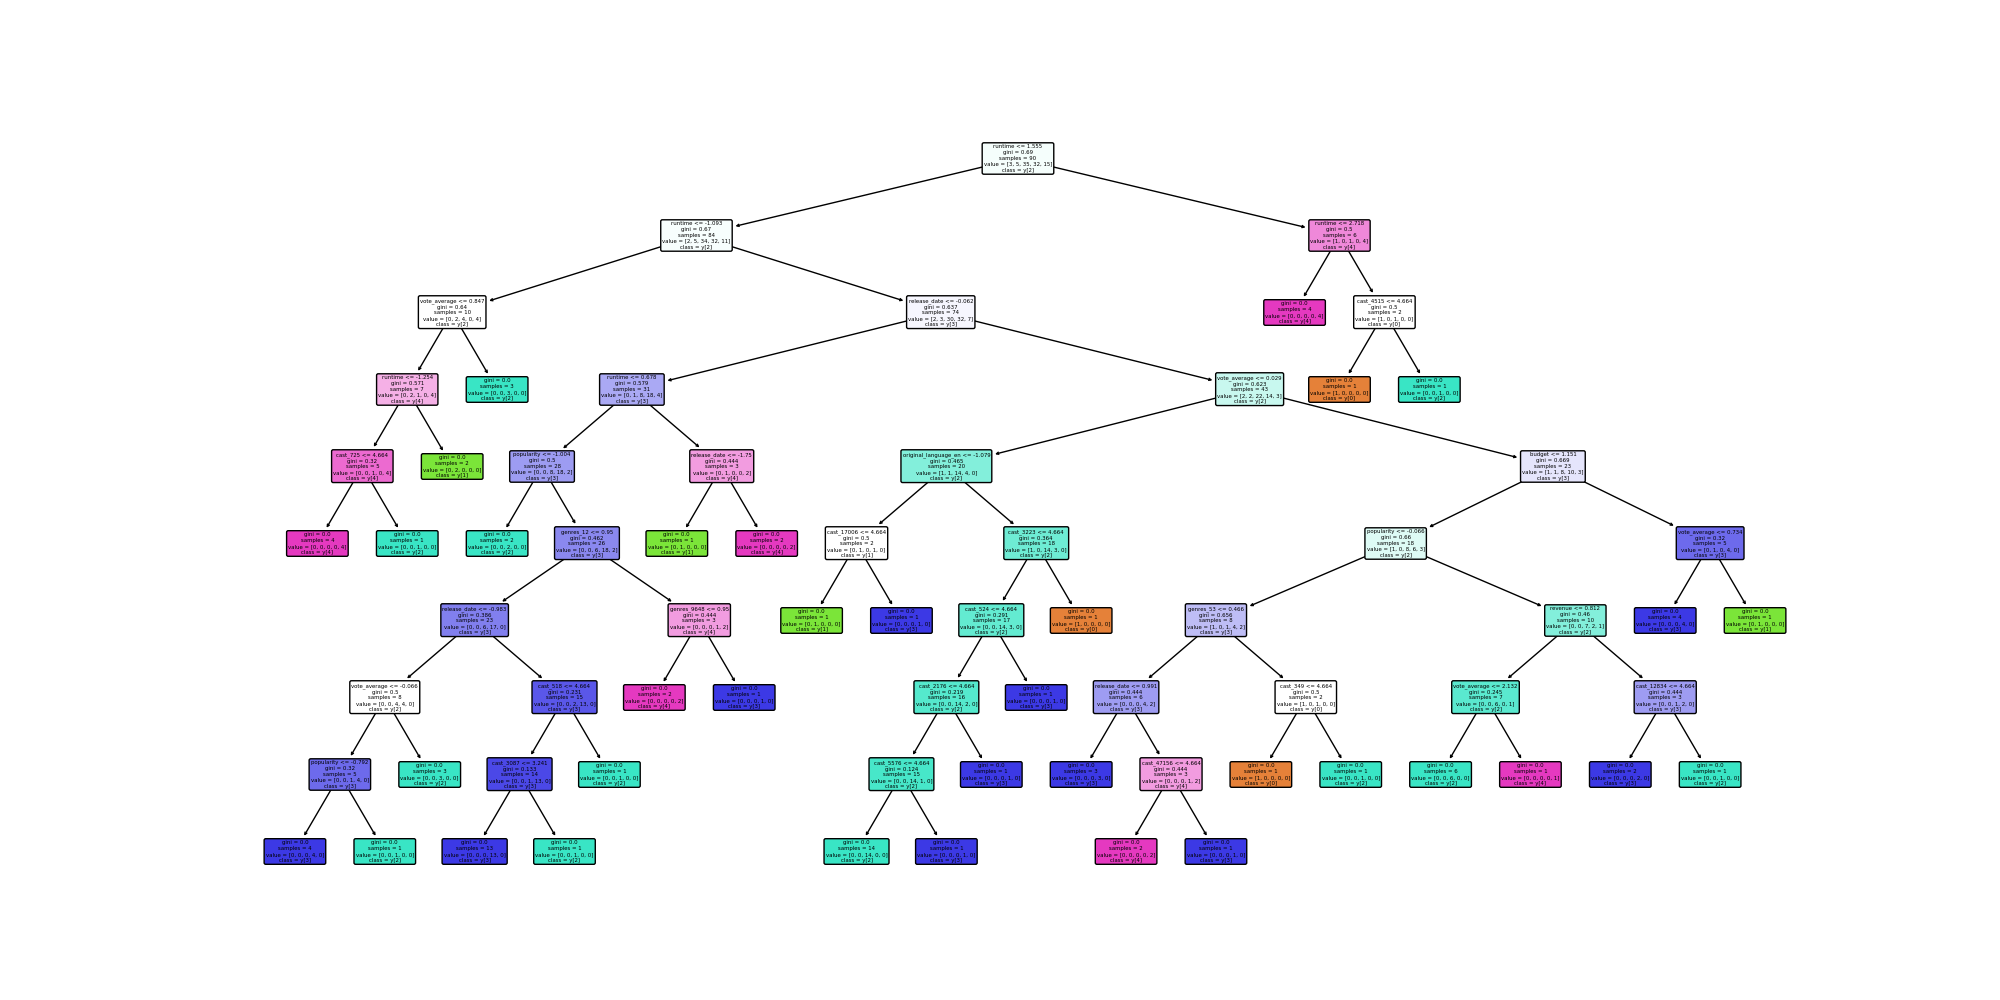 runtime <= 1.555
gini = 0.69
samples = 90
value = [3, 5, 35, 32, 15]
class = y[2]
runtime <= -1.093
gini = 0.67
samples = 84
value = [2, 5, 34, 32, 11]
class = y[2]
runtime <= 2.718
gini = 0.5
samples = 6
value = [1, 0, 1, 0, 4]
class = y[4]
vote_average <= 0.847
gini = 0.64
samples = 10
value = [0, 2, 4, 0, 4]
class = y[2]
release_date <= -0.062
gini = 0.637
samples = 74
value = [2, 3, 30, 32, 7]
class = y[3]
gini = 0.0
samples = 4
value = [0, 0, 0, 0, 4]
class = y[4]
cast_4515 <= 4.664
gini = 0.5
samples = 2
value = [1, 0, 1, 0, 0]
class = y[0]
runtime <= -1.254
gini = 0.571
samples = 7
value = [0, 2, 1, 0, 4]
class = y[4]
gini = 0.0
samples = 3
value = [0, 0, 3, 0, 0]
class = y[2]
runtime <= 0.678
gini = 0.579
samples = 31
value = [0, 1, 8, 18, 4]
class = y[3]
vote_average <= 0.029
gini = 0.623
samples = 43
value = [2, 2, 22, 14, 3]
class = y[2]
gini = 0.0
samples = 1
value = [1, 0, 0, 0, 0]
class = y[0]
gini = 0.0
samples = 1
value = [0, 0, 1, 0, 0]
class = y[2]
cast_725 <= 4.664
gini = 0.32
samples = 5
value = [0, 0, 1, 0, 4]
class = y[4]
gini = 0.0
samples = 2
value = [0, 2, 0, 0, 0]
class = y[1]
popularity <= -1.004
gini = 0.5
samples = 28
value = [0, 0, 8, 18, 2]
class = y[3]
release_date <= -1.75
gini = 0.444
samples = 3
value = [0, 1, 0, 0, 2]
class = y[4]
original_language_en <= -1.079
gini = 0.465
samples = 20
value = [1, 1, 14, 4, 0]
class = y[2]
budget <= 1.151
gini = 0.669
samples = 23
value = [1, 1, 8, 10, 3]
class = y[3]
gini = 0.0
samples = 4
value = [0, 0, 0, 0, 4]
class = y[4]
gini = 0.0
samples = 1
value = [0, 0, 1, 0, 0]
class = y[2]
gini = 0.0
samples = 2
value = [0, 0, 2, 0, 0]
class = y[2]
genres_12 <= 0.95
gini = 0.462
samples = 26
value = [0, 0, 6, 18, 2]
class = y[3]
gini = 0.0
samples = 1
value = [0, 1, 0, 0, 0]
class = y[1]
gini = 0.0
samples = 2
value = [0, 0, 0, 0, 2]
class = y[4]
cast_17006 <= 4.664
gini = 0.5
samples = 2
value = [0, 1, 0, 1, 0]
class = y[1]
cast_3223 <= 4.664
gini = 0.364
samples = 18
value = [1, 0, 14, 3, 0]
class = y[2]
popularity <= -0.066
gini = 0.66
samples = 18
value = [1, 0, 8, 6, 3]
class = y[2]
vote_average <= 0.734
gini = 0.32
samples = 5
value = [0, 1, 0, 4, 0]
class = y[3]
release_date <= -0.983
gini = 0.386
samples = 23
value = [0, 0, 6, 17, 0]
class = y[3]
genres_9648 <= 0.95
gini = 0.444
samples = 3
value = [0, 0, 0, 1, 2]
class = y[4]
gini = 0.0
samples = 1
value = [0, 1, 0, 0, 0]
class = y[1]
gini = 0.0
samples = 1
value = [0, 0, 0, 1, 0]
class = y[3]
cast_524 <= 4.664
gini = 0.291
samples = 17
value = [0, 0, 14, 3, 0]
class = y[2]
gini = 0.0
samples = 1
value = [1, 0, 0, 0, 0]
class = y[0]
genres_53 <= 0.466
gini = 0.656
samples = 8
value = [1, 0, 1, 4, 2]
class = y[3]
revenue <= 0.812
gini = 0.46
samples = 10
value = [0, 0, 7, 2, 1]
class = y[2]
gini = 0.0
samples = 4
value = [0, 0, 0, 4, 0]
class = y[3]
gini = 0.0
samples = 1
value = [0, 1, 0, 0, 0]
class = y[1]
vote_average <= -0.066
gini = 0.5
samples = 8
value = [0, 0, 4, 4, 0]
class = y[2]
cast_518 <= 4.664
gini = 0.231
samples = 15
value = [0, 0, 2, 13, 0]
class = y[3]
gini = 0.0
samples = 2
value = [0, 0, 0, 0, 2]
class = y[4]
gini = 0.0
samples = 1
value = [0, 0, 0, 1, 0]
class = y[3]
cast_2176 <= 4.664
gini = 0.219
samples = 16
value = [0, 0, 14, 2, 0]
class = y[2]
gini = 0.0
samples = 1
value = [0, 0, 0, 1, 0]
class = y[3]
release_date <= 0.991
gini = 0.444
samples = 6
value = [0, 0, 0, 4, 2]
class = y[3]
cast_349 <= 4.664
gini = 0.5
samples = 2
value = [1, 0, 1, 0, 0]
class = y[0]
vote_average <= 2.132
gini = 0.245
samples = 7
value = [0, 0, 6, 0, 1]
class = y[2]
cast_12834 <= 4.664
gini = 0.444
samples = 3
value = [0, 0, 1, 2, 0]
class = y[3]
popularity <= -0.782
gini = 0.32
samples = 5
value = [0, 0, 1, 4, 0]
class = y[3]
gini = 0.0
samples = 3
value = [0, 0, 3, 0, 0]
class = y[2]
cast_3087 <= 3.241
gini = 0.133
samples = 14
value = [0, 0, 1, 13, 0]
class = y[3]
gini = 0.0
samples = 1
value = [0, 0, 1, 0, 0]
class = y[2]
cast_5576 <= 4.664
gini = 0.124
samples = 15
value = [0, 0, 14, 1, 0]
class = y[2]
gini = 0.0
samples = 1
value = [0, 0, 0, 1, 0]
class = y[3]
gini = 0.0
samples = 3
value = [0, 0, 0, 3, 0]
class = y[3]
cast_47156 <= 4.664
gini = 0.444
samples = 3
value = [0, 0, 0, 1, 2]
class = y[4]
gini = 0.0
samples = 1
value = [1, 0, 0, 0, 0]
class = y[0]
gini = 0.0
samples = 1
value = [0, 0, 1, 0, 0]
class = y[2]
gini = 0.0
samples = 6
value = [0, 0, 6, 0, 0]
class = y[2]
gini = 0.0
samples = 1
value = [0, 0, 0, 0, 1]
class = y[4]
gini = 0.0
samples = 2
value = [0, 0, 0, 2, 0]
class = y[3]
gini = 0.0
samples = 1
value = [0, 0, 1, 0, 0]
class = y[2]
gini = 0.0
samples = 4
value = [0, 0, 0, 4, 0]
class = y[3]
gini = 0.0
samples = 1
value = [0, 0, 1, 0, 0]
class = y[2]
gini = 0.0
samples = 13
value = [0, 0, 0, 13, 0]
class = y[3]
gini = 0.0
samples = 1
value = [0, 0, 1, 0, 0]
class = y[2]
gini = 0.0
samples = 14
value = [0, 0, 14, 0, 0]
class = y[2]
gini = 0.0
samples = 1
value = [0, 0, 0, 1, 0]
class = y[3]
gini = 0.0
samples = 2
value = [0, 0, 0, 0, 2]
class = y[4]
gini = 0.0
samples = 1
value = [0, 0, 0, 1, 0]
class = y[3]